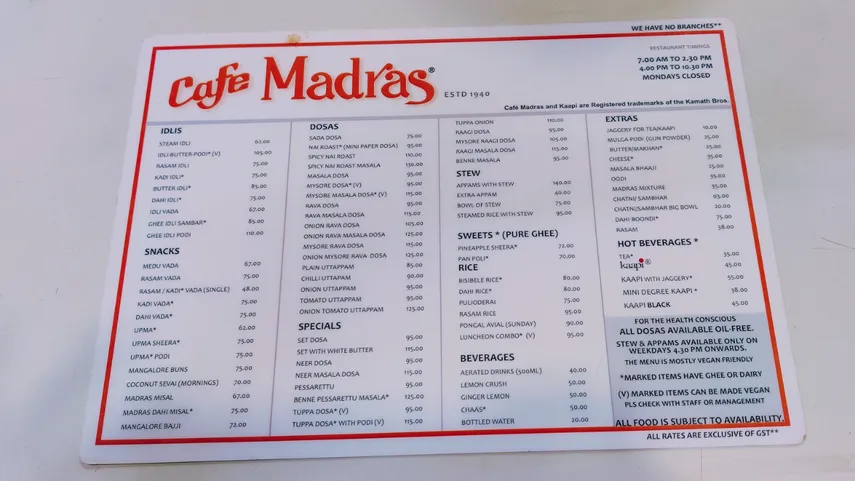 WE HAVE NO BRANCHES**
Cafe Madras®
ESTD 1940
RESTAURANT TIMINGS
7.00 AM TO 2.30 PM
4.00 PM TO 10.30 PM
MONDAYS CLOSED
Café Madras and Kaapi are Registered trademarks of the Kamath Bros.
IDLIS
STEAM IDLI 62.00
IDLI-BUTTER-PODI* (V) 105.00
RASAM IDLI 75.00
KADI IDLI* 75.00
BUTTER IDLI* 85.00
DAHI IDLI* 75.00
IDLI VADA 67.00
GHEE IDLI SAMBAR* 85.00
GHEE IDLI PODI 110.00
SNACKS
MEDU VADA 67.00
RASAM VADA 75.00
RASAM / KADI* VADA (SINGLE) 48.00
KADI VADA* 75.00
DAHI VADA* 75.00
UPMA* 62.00
UPMA SHEERA* 75.00
UPMA* PODI 75.00
MANGALORE BUNS 75.00
COCONUT SEVAI (MORNINGS) 70.00
MADRAS MISAL 67.00
MADRAS DAHI MISAL* 75.00
MANGALORE BAJJI 72.00
DOSAS
SADA DOSA 75.00
NAI ROAST* (MINI PAPER DOSA) 95.00
SPICY NAI ROAST 110.00
SPICY NAI ROAST MASALA 130.00
MASALA DOSA 95.00
MYSORE DOSA* (V) 95.00
MYSORE MASALA DOSA* (V) 115.00
RAVA DOSA 95.00
RAVA MASALA DOSA 115.00
ONION RAVA DOSA 105.00
ONION RAVA MASALA DOSA 125.00
MYSORE RAVA DOSA 115.00
ONION MYSORE RAVA DOSA 125.00
PLAIN UTTAPPAM 85.00
CHILLI UTTAPPAM 90.00
ONION UTTAPPAM 95.00
TOMATO UTTAPPAM 95.00
ONION TOMATO UTTAPPAM 125.00
SPECIALS
SET DOSA 95.00
SET WITH WHITE BUTTER 115.00
NEER DOSA 95.00
NEER MASALA DOSA 115.00
PESSARETTU 95.00
BENNE PESSARETTU MASALA* 125.00
TUPPA DOSA* (V) 95.00
TUPPA DOSA* WITH PODI (V) 115.00
TUPPA ONION 110.00
RAAGI DOSA 95.00
MYSORE RAAGI DOSA 105.00
RAAGI MASALA DOSA 115.00
BENNE MASALA 95.00
STEW
APPAMS WITH STEW 140.00
EXTRA APPAM 40.00
BOWL OF STEW 75.00
STEAMED RICE WITH STEW 95.00
SWEETS * (PURE GHEE)
PINEAPPLE SHEERA* 72.00
PAN POLI* 70.00
RICE
BISIBELE RICE* 80.00
DAHI RICE* 80.00
PULIODERAI 75.00
RASAM RICE 95.00
PONGAL AVIAL (SUNDAY) 90.00
LUNCHEON COMBO* (V) 95.00
BEVERAGES
AERATED DRINKS (500ML) 40.00
LEMON CRUSH 50.00
GINGER LEMON 50.00
CHAAS* 50.00
BOTTLED WATER 20.00
EXTRAS
JAGGERY FOR TEA/KAAPI 10.00
MULGA PODI (GUN POWDER) 25.00
BUTTER/MAKHAN* 25.00
CHEESE* 35.00
MASALA BHAAJI 25.00
OGDI 35.00
MADRAS MIXTURE 35.00
CHATNI/ SAMBHAR 03.00
CHATNI/SAMBHAR BIG BOWL 20.00
DAHI BOONDI* 75.00
RASAM 38.00
HOT BEVERAGES *
TEA* 35.00
kaapi® 45.00
KAAPI WITH JAGGERY* 55.00
MINI DEGREE KAAPI * 38.00
KAAPI BLACK 45.00
FOR THE HEALTH CONSCIOUS
ALL DOSAS AVAILABLE OIL-FREE.
STEW & APPAMS AVAILABLE ONLY ON
WEEKDAYS 4.30 PM ONWARDS.
THE MENU IS MOSTLY VEGAN FRIENDLY
*MARKED ITEMS HAVE GHEE OR DAIRY
(V) MARKED ITEMS CAN BE MADE VEGAN
PLS CHECK WITH STAFF OR MANAGEMENT
ALL FOOD IS SUBJECT TO AVAILABILITY.
ALL RATES ARE EXCLUSIVE OF GST**